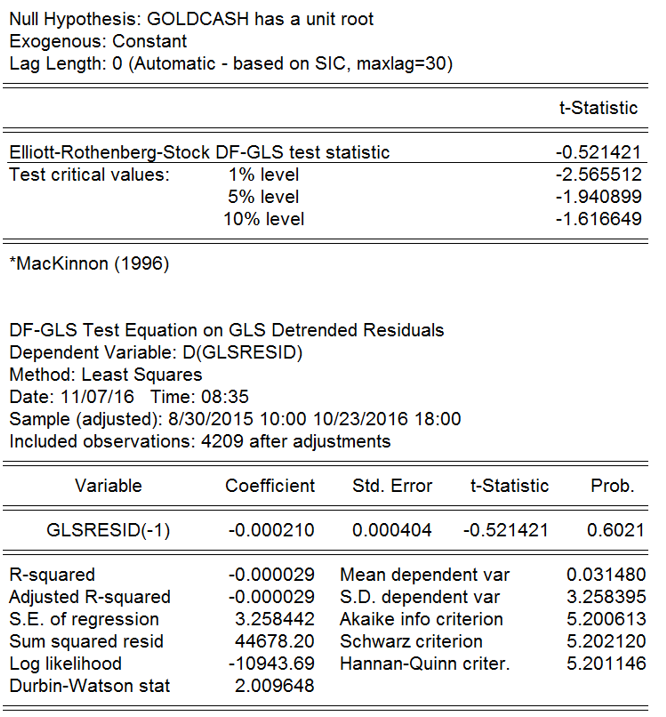 Null Hypothesis: GOLDCASH has a unit root
Exogenous: Constant
Lag Length: 0 (Automatic - based on SIC, maxlag=30)
t-Statistic
Elliott-Rothenberg-Stock DF-GLS test statistic -0.521421
Test critical values: 1% level -2.565512
5% level -1.940899
10% level -1.616649
*MacKinnon (1996)
DF-GLS Test Equation on GLS Detrended Residuals
Dependent Variable: D(GLSRESID)
Method: Least Squares
Date: 11/07/16 Time: 08:35
Sample (adjusted): 8/30/2015 10:00 10/23/2016 18:00
Included observations: 4209 after adjustments
Variable Coefficient Std. Error t-Statistic Prob.
GLSRESID(-1) -0.000210 0.000404 -0.521421 0.6021
R-squared -0.000029 Mean dependent var 0.031480
Adjusted R-squared -0.000029 S.D. dependent var 3.258395
S.E. of regression 3.258442 Akaike info criterion 5.200613
Sum squared resid 44678.20 Schwarz criterion 5.202120
Log likelihood -10943.69 Hannan-Quinn criter. 5.201146
Durbin-Watson stat 2.009648